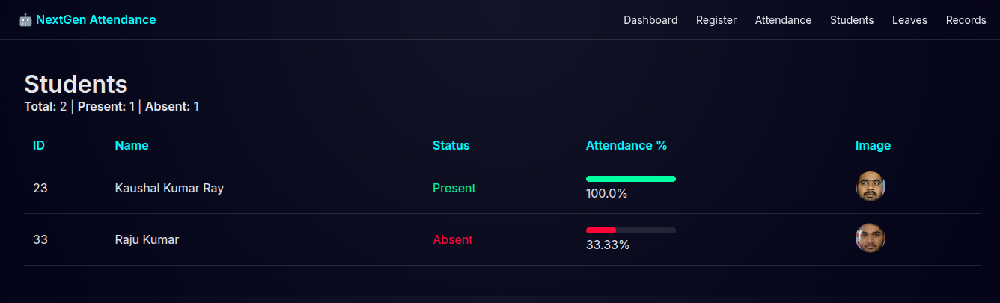 🤖 NextGen Attendance Dashboard Register Attendance Students Leaves Records
Students
Total: 2 | Present: 1 | Absent: 1
ID Name Status Attendance % Image
23 Kaushal Kumar Ray Present 100.0%
33 Raju Kumar Absent 33.33%